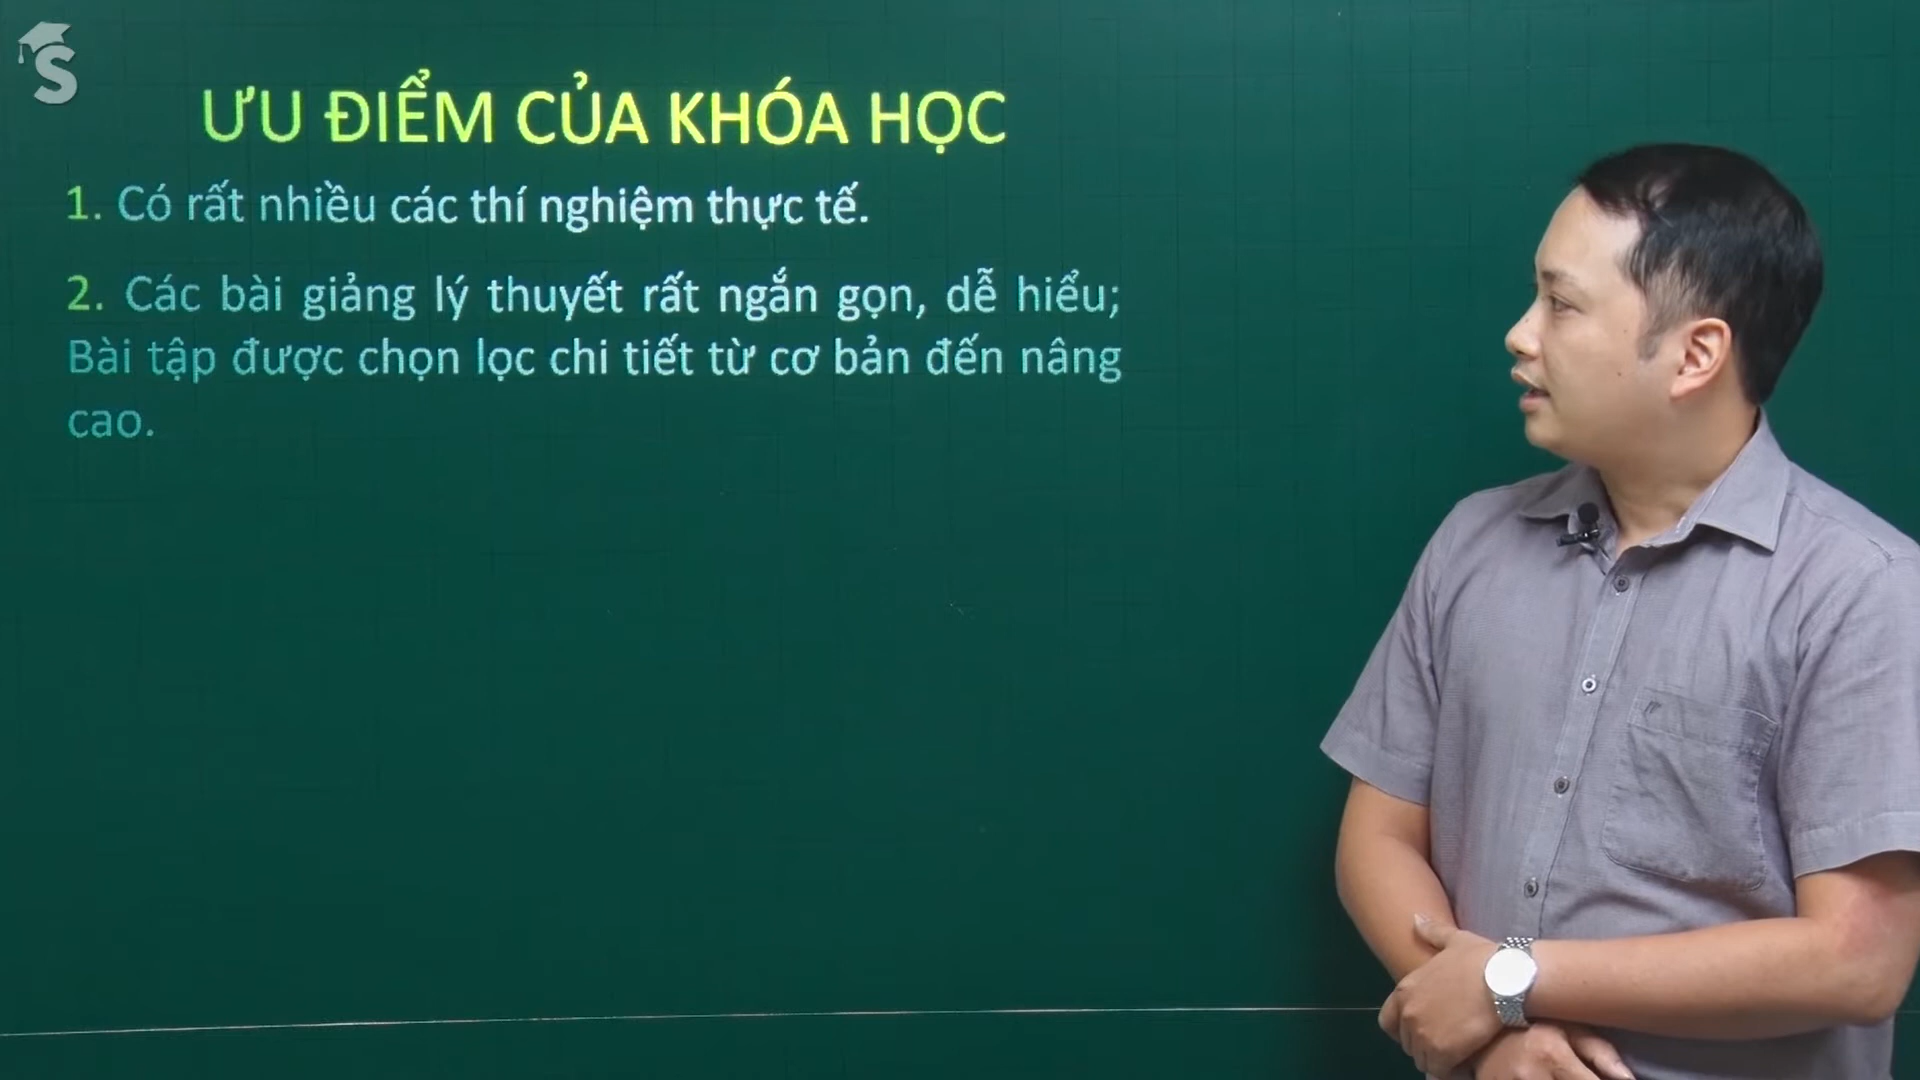 S
ƯU ĐIỂM CỦA KHÓA HỌC
1. Có rất nhiều các thí nghiệm thực tế.
2. Các bài giảng lý thuyết rất ngắn gọn, dễ hiểu;
Bài tập được chọn lọc chi tiết từ cơ bản đến nâng
cao.